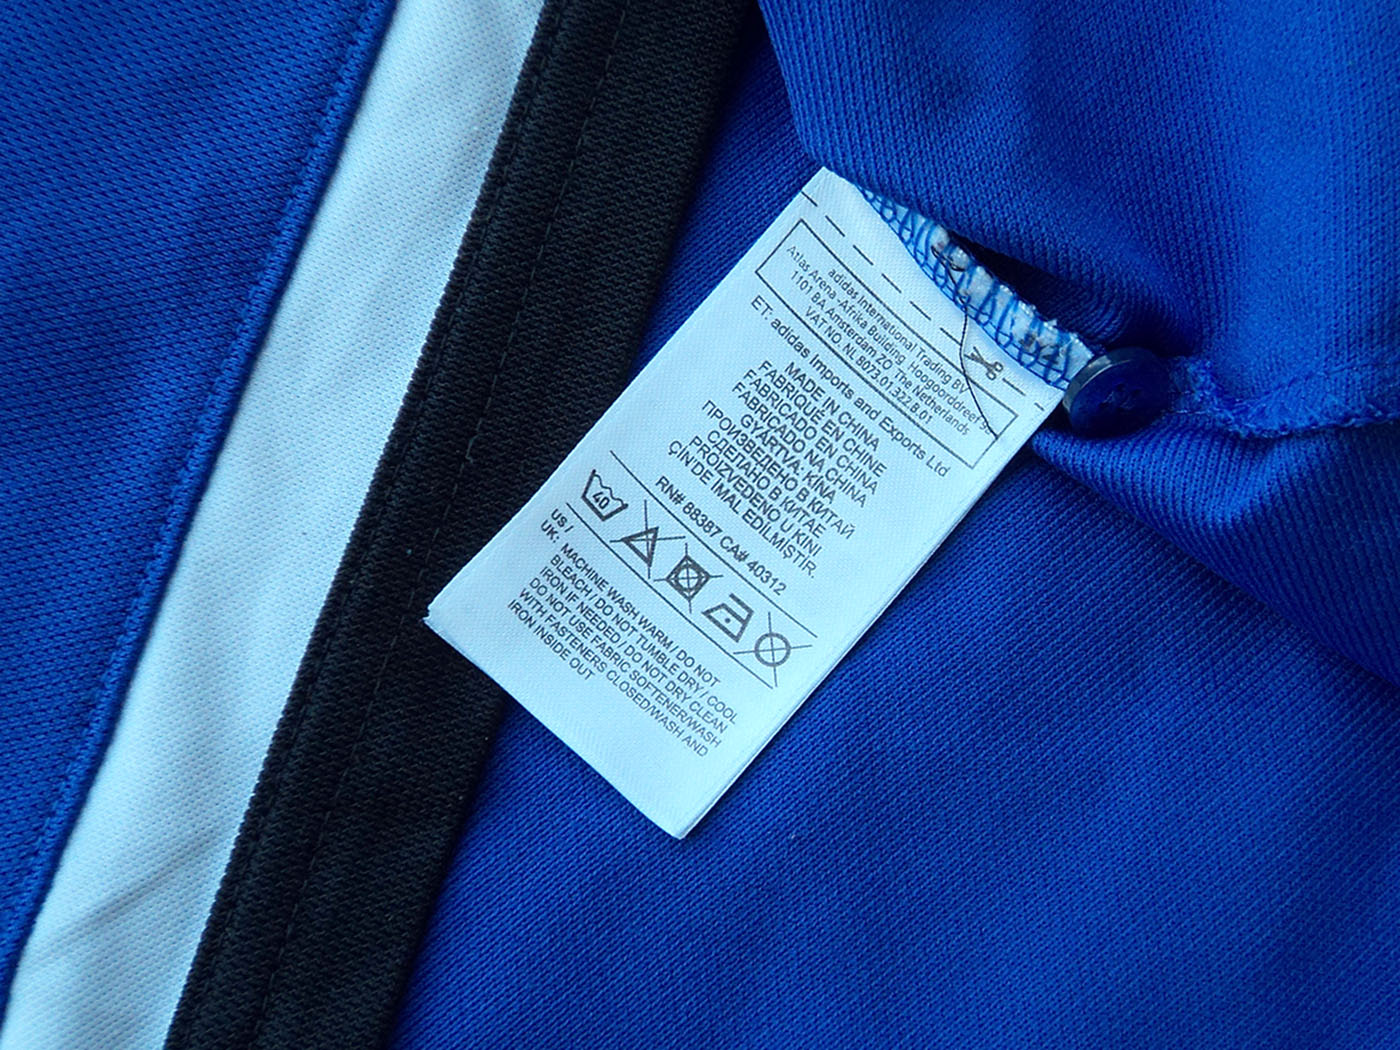 adidas International Trading BV
Atlas Arena -Afrika Building Hoogoorddreef 9a
1101 BA Amsterdam ZO The Netherlands
VAT NO. NL 8073.01.322.B.01
ET: adidas Imports and Exports Ltd
MADE IN CHINA
FABRIQUÉ EN CHINE
FABRICADO EN CHINA
FABRICADO NA CHINA
GYÁRTVA: KÍNA
ПРОИЗВЕДЕНО В КИТАЙ
СДЕЛАНО В КИТАЕ
PROIZVEDENO U KINI
ÇİN'DE İMAL EDİLMİŞTİR.
RN# 88387 CA# 40312
40
US /
UK:
MACHINE WASH WARM / DO NOT
BLEACH / DO NOT TUMBLE DRY / COOL
IRON IF NEEDED / DO NOT DRY CLEAN
DO NOT USE FABRIC SOFTENER/WASH
WITH FASTENERS CLOSED/WASH AND
IRON INSIDE OUT